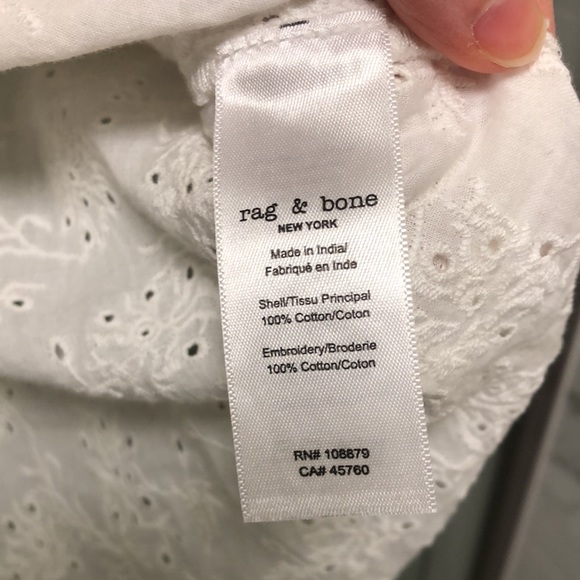 rag & bone
NEW YORK
Made in India/
Fabriqué en Inde
Shell/Tissu Principal
100% Cotton/Coton
Embroidery/Broderie
100% Cotton/Coton
RN# 108879
CA# 45760